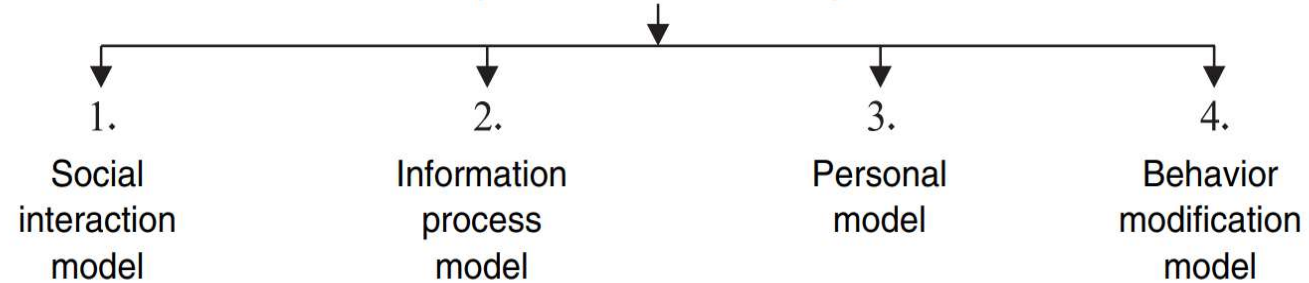 1.
Social
interaction
model
2.
Information
process
model
3.
Personal
model
4.
Behavior
modification
model